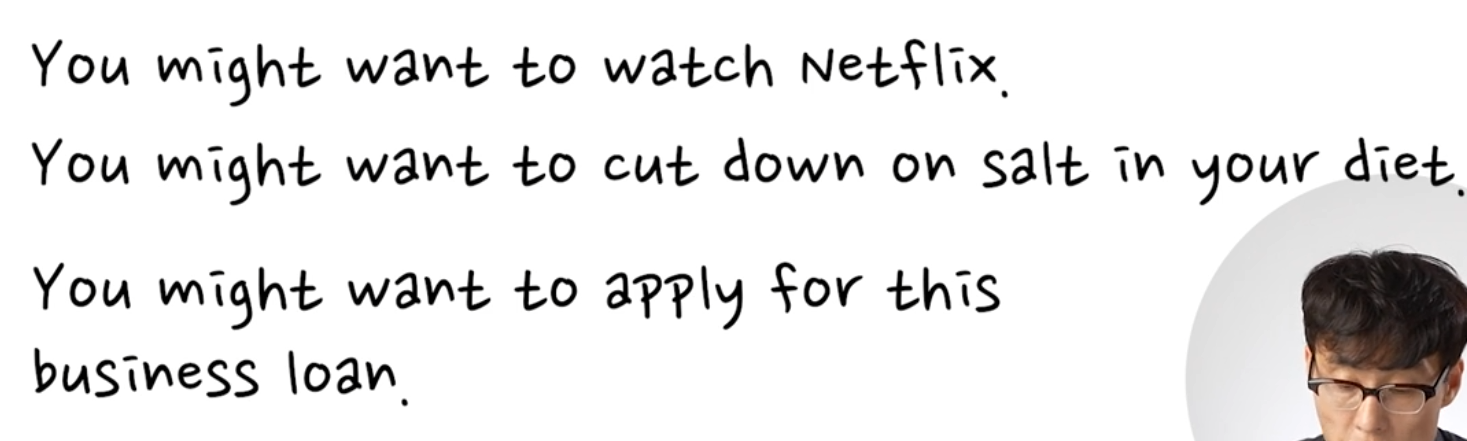 You might want to watch Netflix.
You might want to cut down on salt in your diet.
You might want to apply for this
business loan.